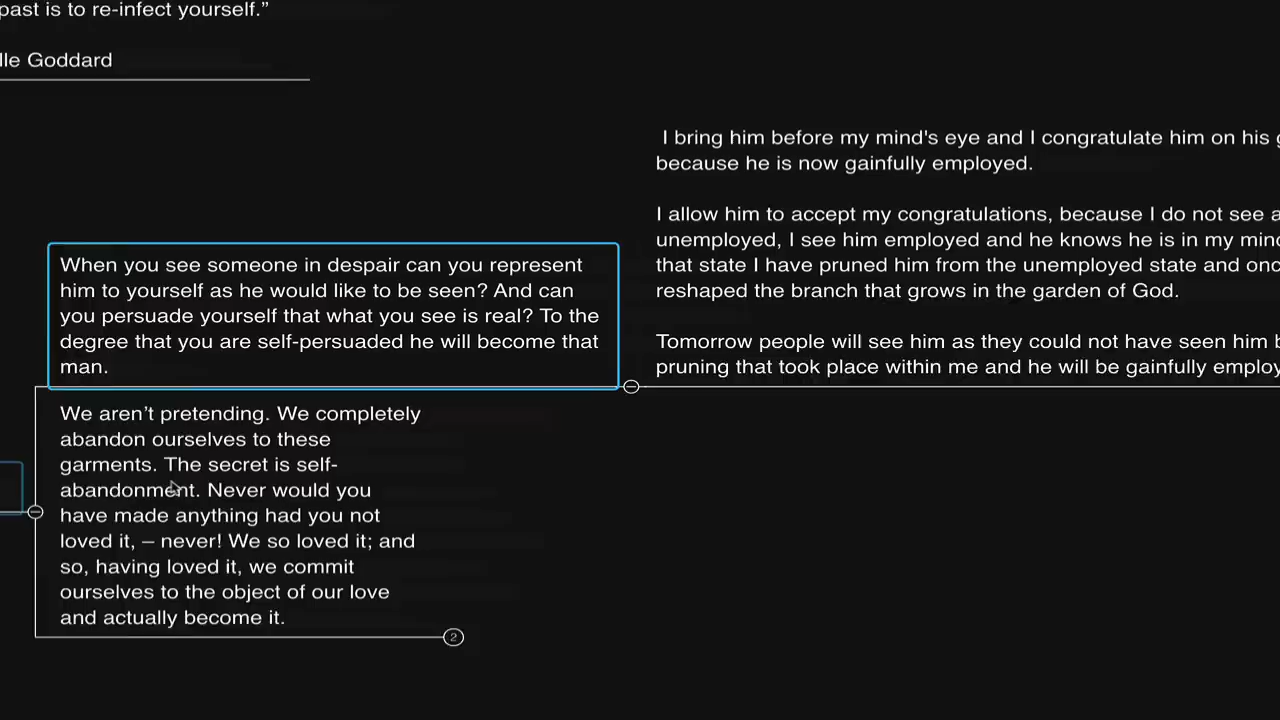 past is to re-infect yourself.”
lle Goddard
When you see someone in despair can you represent
him to yourself as he would like to be seen? And can
you persuade yourself that what you see is real? To the
degree that you are self-persuaded he will become that
man.
I bring him before my mind's eye and I congratulate him on his
because he is now gainfully employed.
I allow him to accept my congratulations, because I do not see
unemployed, I see him employed and he knows he is in my
that state I have pruned him from the unemployed state and
reshaped the branch that grows in the garden of God.
Tomorrow people will see him as they could not have seen him
pruning that took place within me and he will be gainfully
We aren’t pretending. We completely
abandon ourselves to these
garments. The secret is self-
abandonment. Never would you
have made anything had you not
loved it, – never! We so loved it; and
so, having loved it, we commit
ourselves to the object of our love
and actually become it.
2